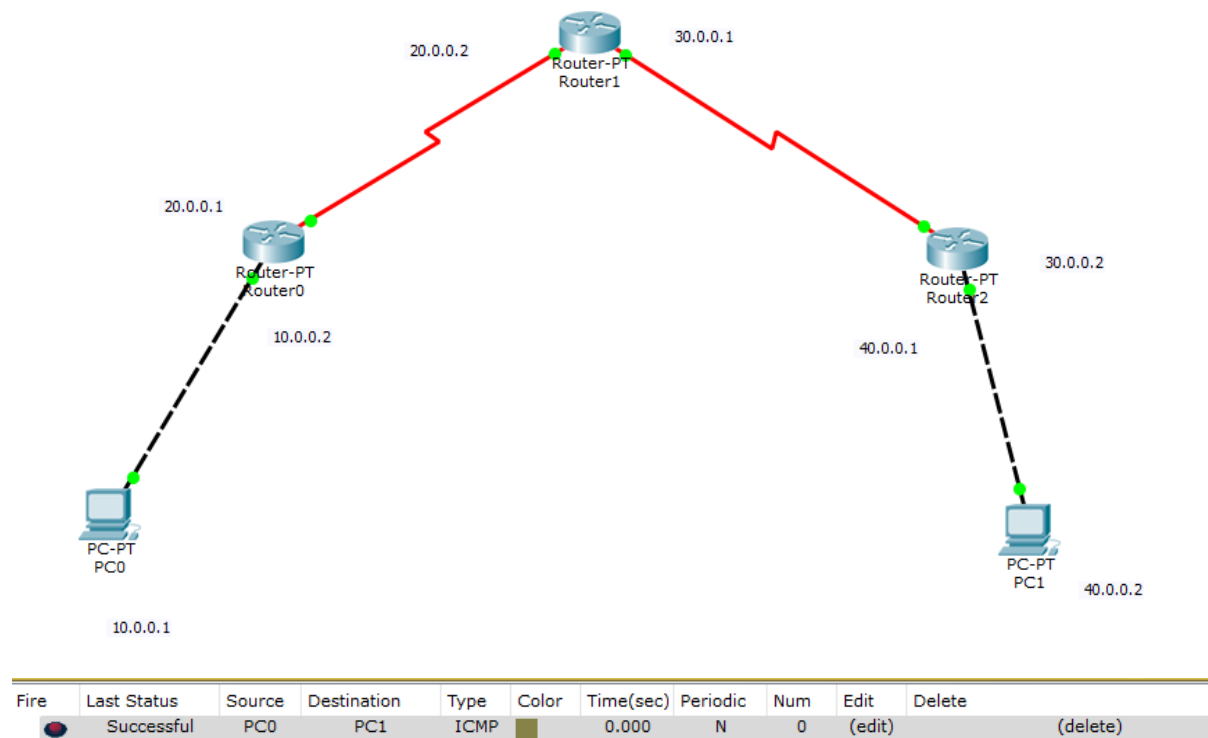 20.0.0.2
30.0.0.1
Router-PT
Router1
20.0.0.1
Router-PT
Router0
10.0.0.2
Router-PT
Router2
30.0.0.2
40.0.0.1
PC-PT
PC0
10.0.0.1
PC-PT
PC1
40.0.0.2
Fire Last Status Source Destination Type Color Time(sec) Periodic Num Edit Delete
Successful PC0 PC1 ICMP 0.000 N 0 (edit) (delete)